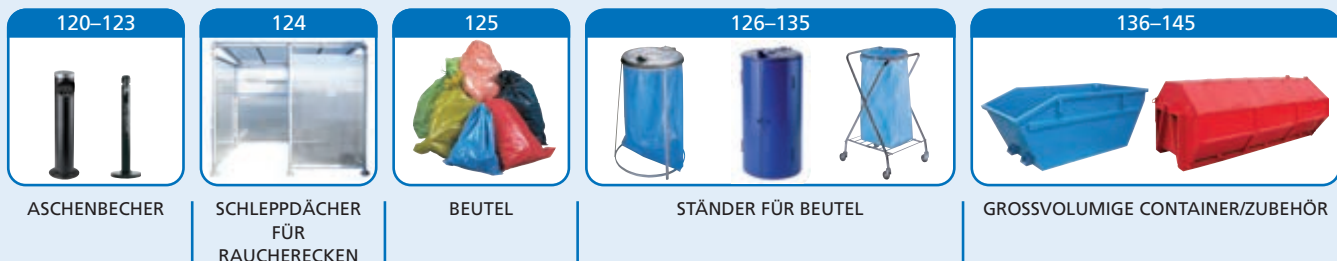 120–123
124
125
126–135
136–145
ASCHENBECHER
SCHLEPPDÄCHER
FÜR
RAUCHERECKEN
BEUTEL
STÄNDER FÜR BEUTEL
GROSSVOLUMIGE CONTAINER/ZUBEHÖR